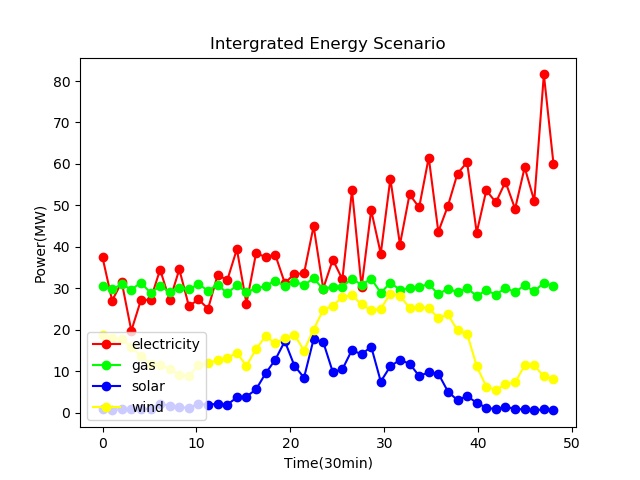 Intergrated Energy Scenario
Power(MW)
80
70
60
50
40
30
20
10
0
electricity
gas
solar
wind
0 10 20 30 40 50
Time(30min)